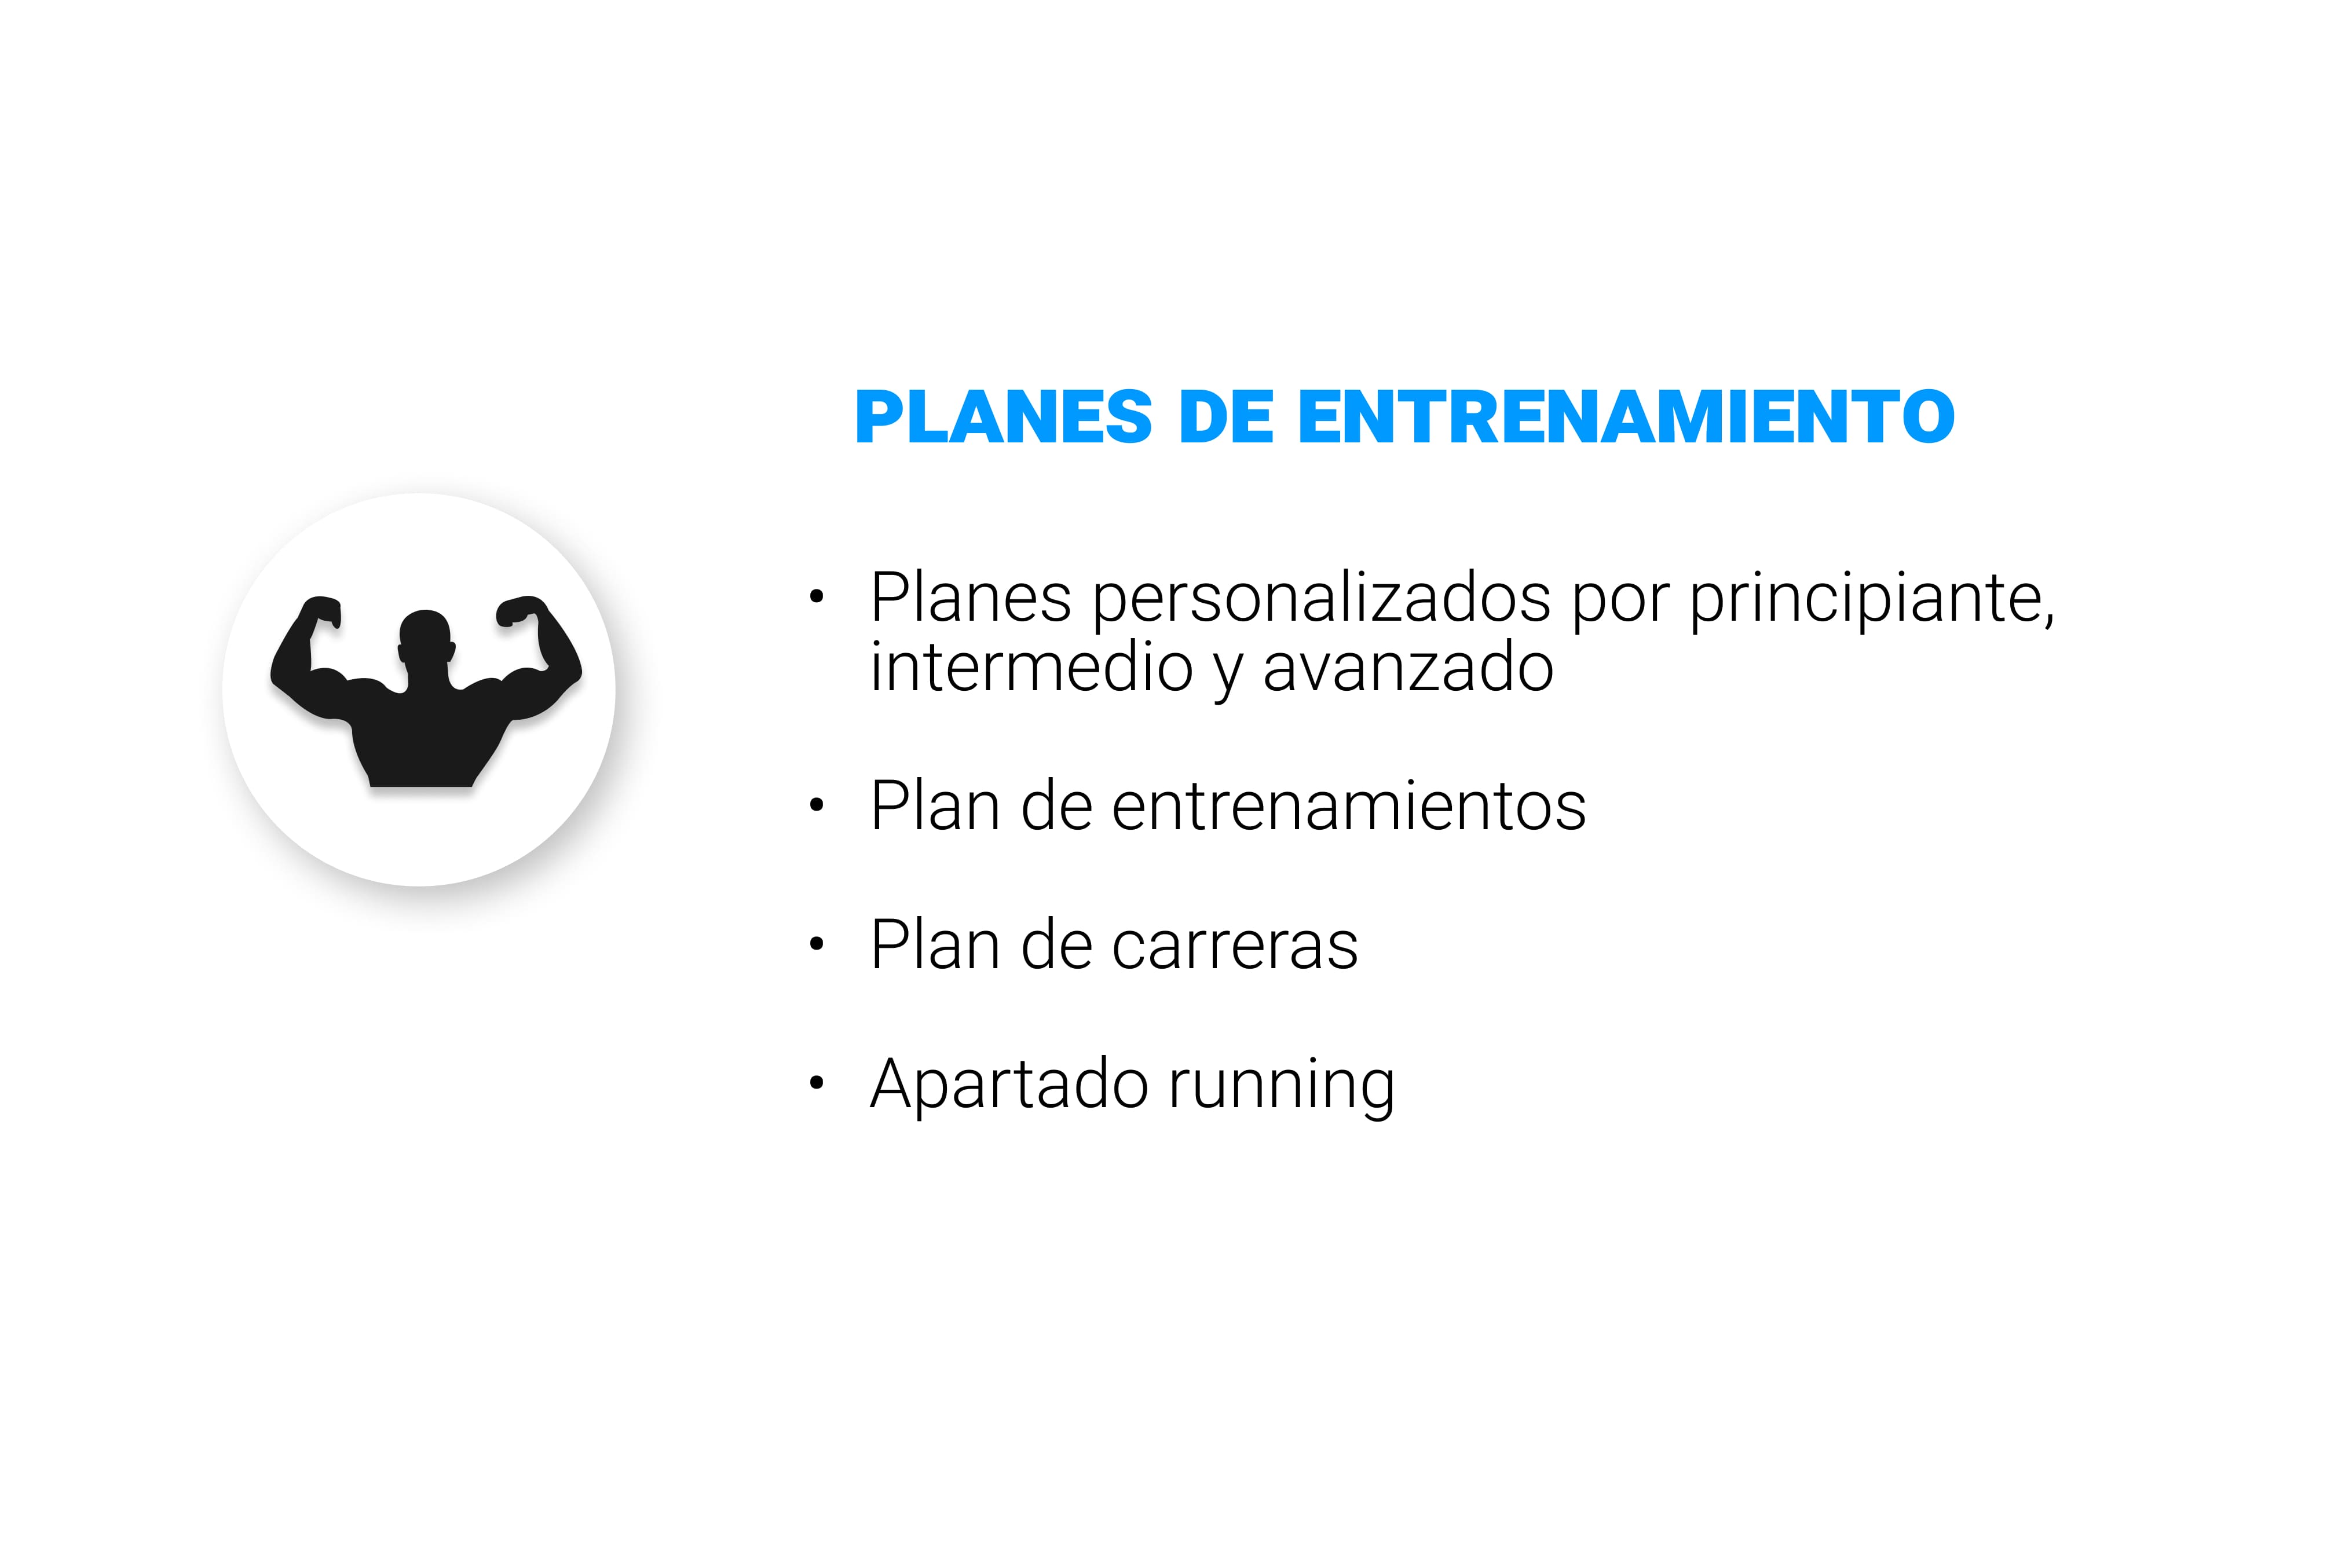 PLANES DE ENTRENAMIENTO
• Planes personalizados por principiante,
intermedio y avanzado
• Plan de entrenamientos
• Plan de carreras
• Apartado running